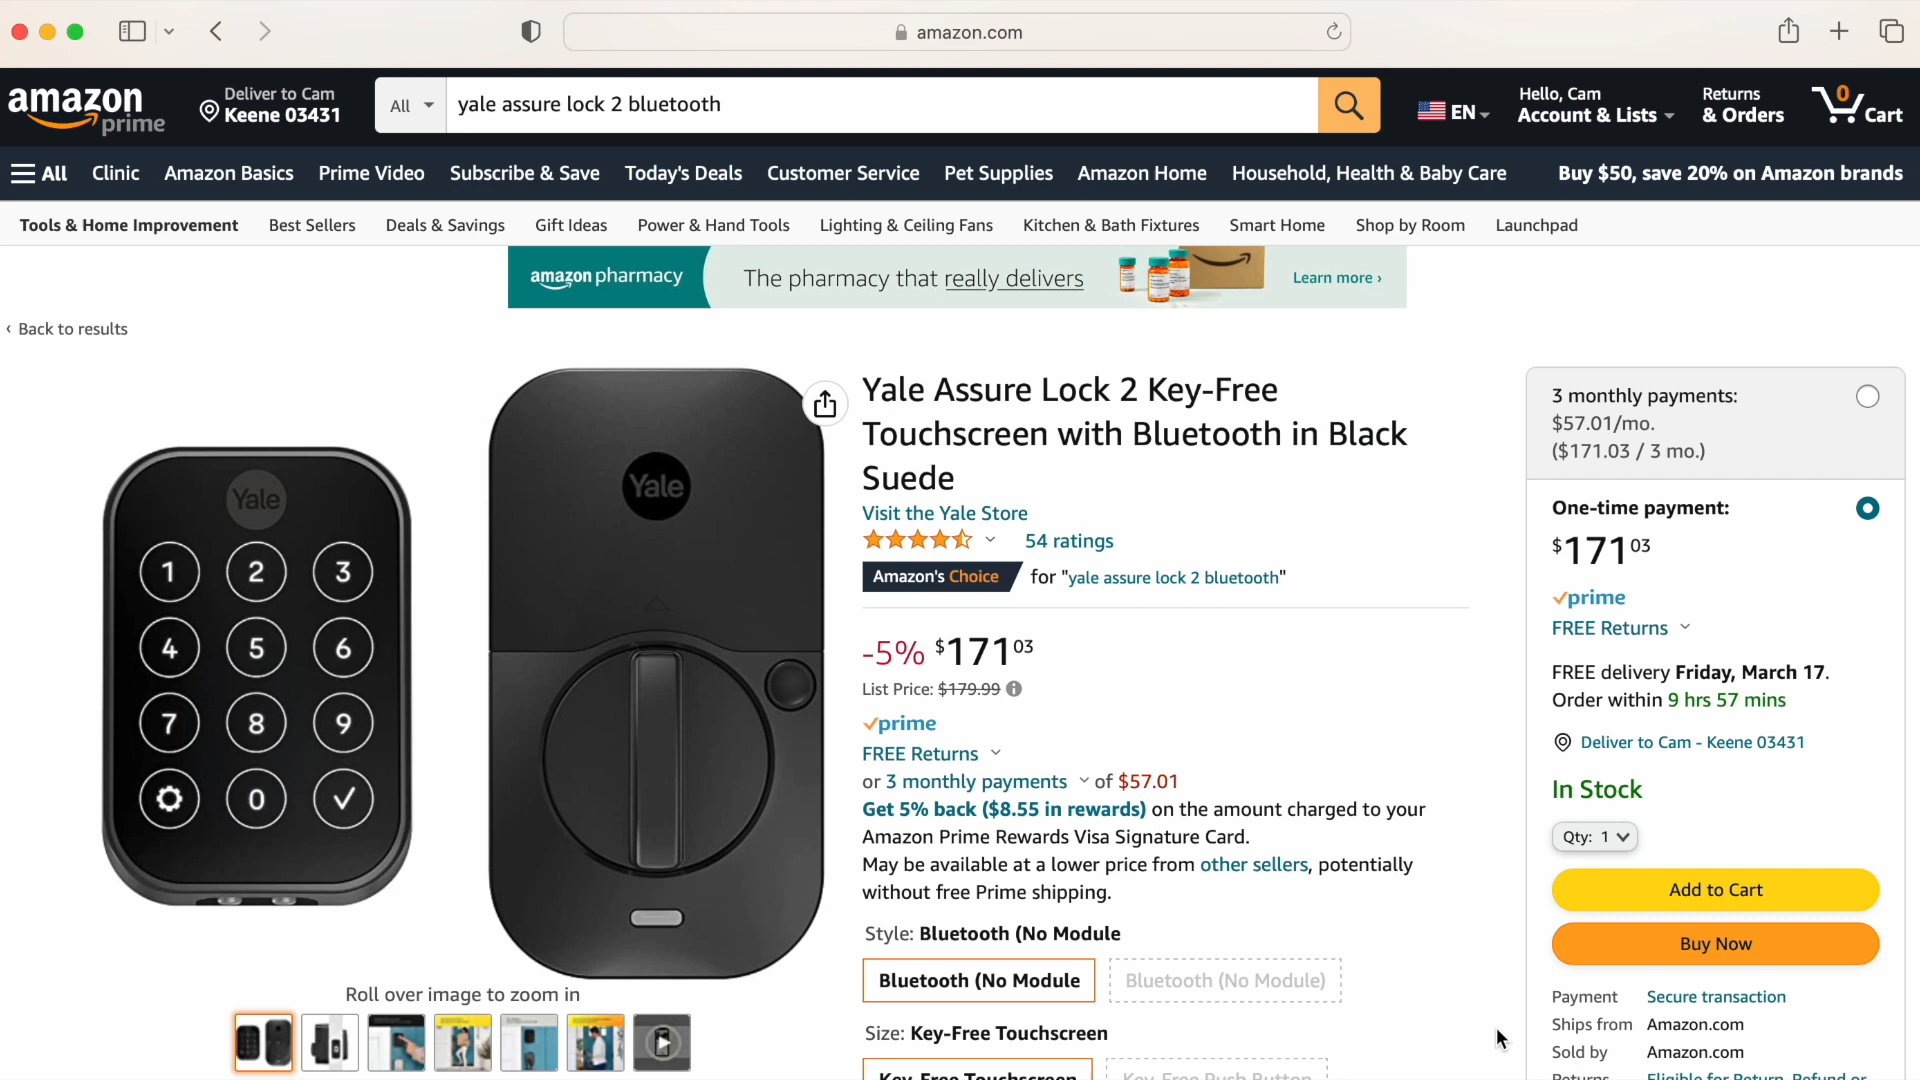 amazon.com
amazon
prime
Deliver to Cam
Keene 03431
All
yale assure lock 2 bluetooth
EN
Hello, Cam
Account & Lists
Returns
& Orders
0
Cart
All
Clinic
Amazon Basics
Prime Video
Subscribe & Save
Today's Deals
Customer Service
Pet Supplies
Amazon Home
Household, Health & Baby Care
Buy $50, save 20% on Amazon brands
Tools & Home Improvement
Best Sellers
Deals & Savings
Gift Ideas
Power & Hand Tools
Lighting & Ceiling Fans
Kitchen & Bath Fixtures
Smart Home
Shop by Room
Launchpad
amazon pharmacy
The pharmacy that really delivers
Learn more ›
‹ Back to results
Yale
1 2 3
4 5 6
7 8 9
0
Yale
Roll over image to zoom in
Yale Assure Lock 2 Key-Free
Touchscreen with Bluetooth in Black
Suede
Visit the Yale Store
54 ratings
Amazon's Choice for "yale assure lock 2 bluetooth"
-5% $171 03
List Price: $179.99
prime
FREE Returns
or 3 monthly payments of $57.01
Get 5% back ($8.55 in rewards) on the amount charged to your
Amazon Prime Rewards Visa Signature Card.
May be available at a lower price from other sellers, potentially
without free Prime shipping.
Style: Bluetooth (No Module
Bluetooth (No Module
Bluetooth (No Module)
Size: Key-Free Touchscreen
Key-Free Touchscreen
Key-Free Push Button
3 monthly payments:
$57.01/mo.
($171.03 / 3 mo.)
One-time payment:
$171 03
prime
FREE Returns
FREE delivery Friday, March 17.
Order within 9 hrs 57 mins
Deliver to Cam - Keene 03431
In Stock
Qty: 1
Add to Cart
Buy Now
Payment Secure transaction
Ships from Amazon.com
Sold by Amazon.com
Returns Eligible for Return, Refund or